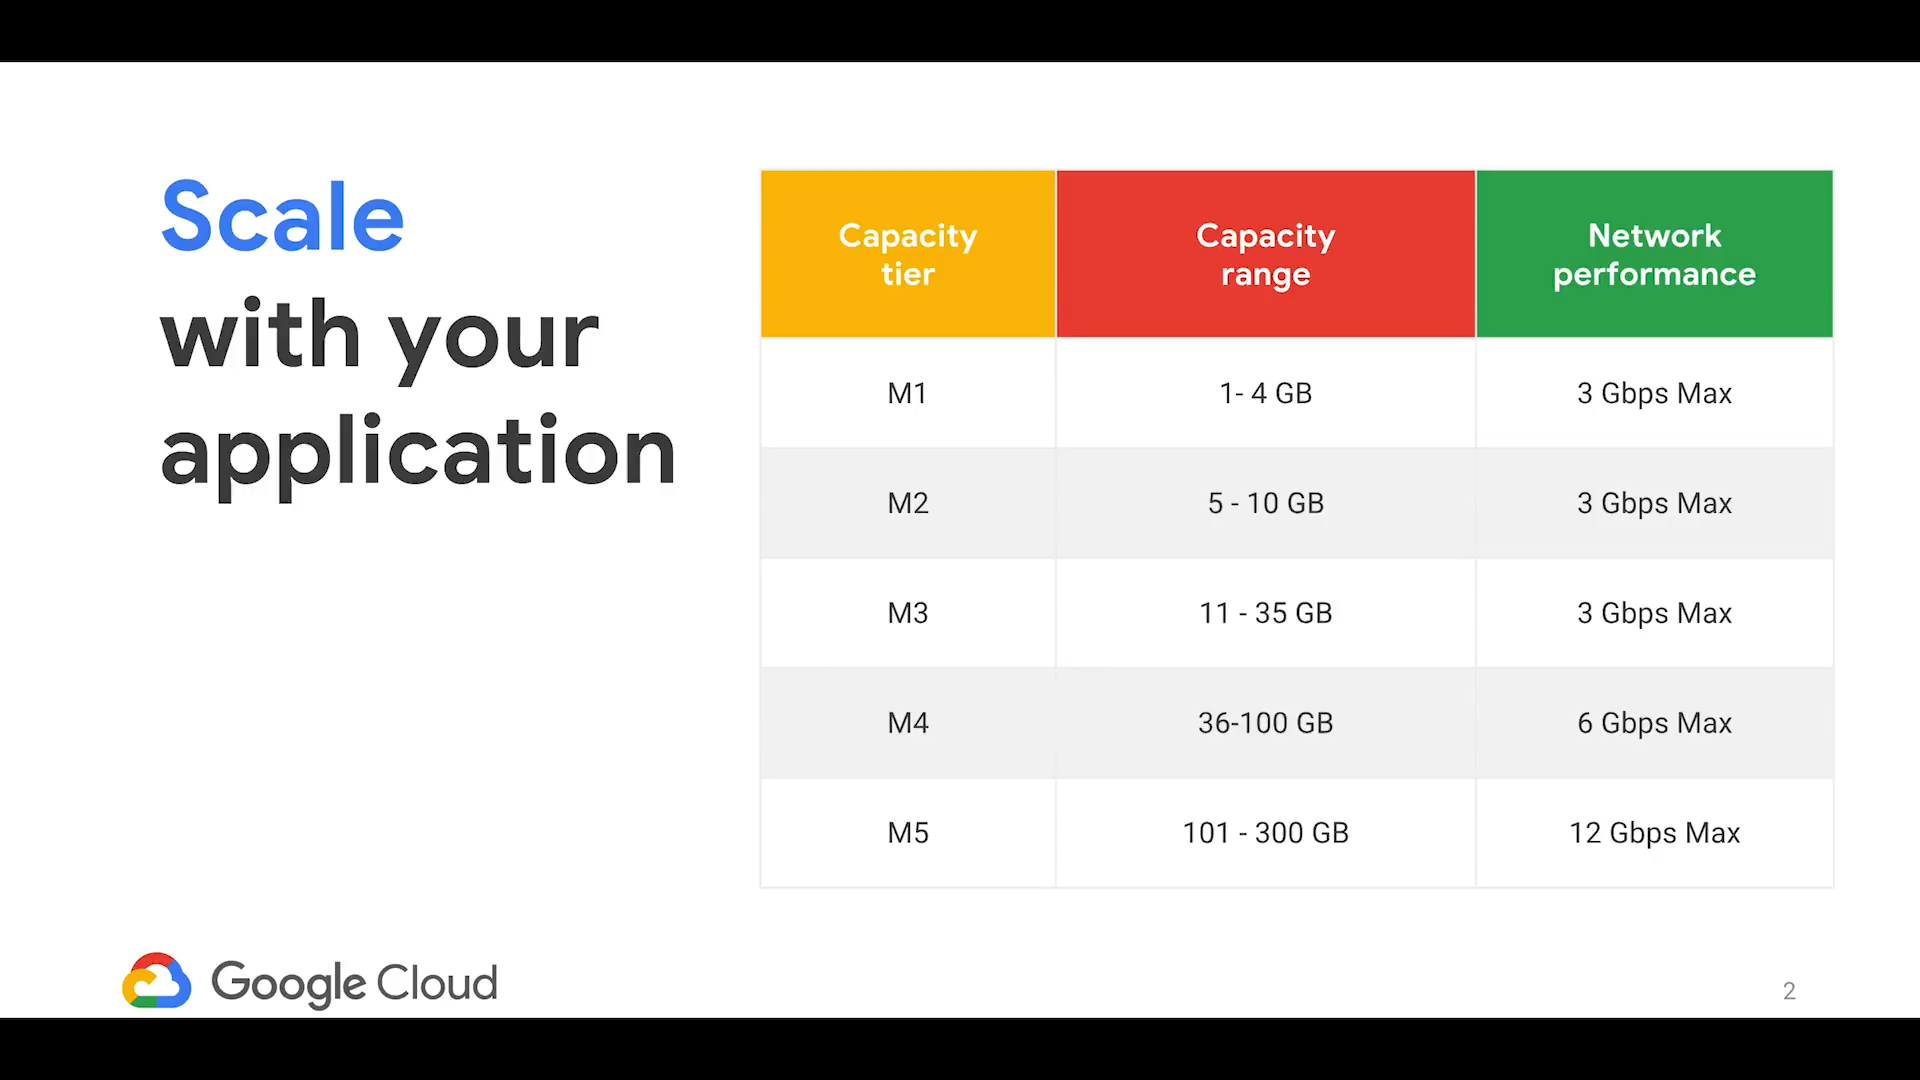 Scale
with your
application
Capacity
tier
Capacity
range
Network
performance
M1 1- 4 GB 3 Gbps Max
M2 5 - 10 GB 3 Gbps Max
M3 11 - 35 GB 3 Gbps Max
M4 36-100 GB 6 Gbps Max
M5 101 - 300 GB 12 Gbps Max
Google Cloud
2